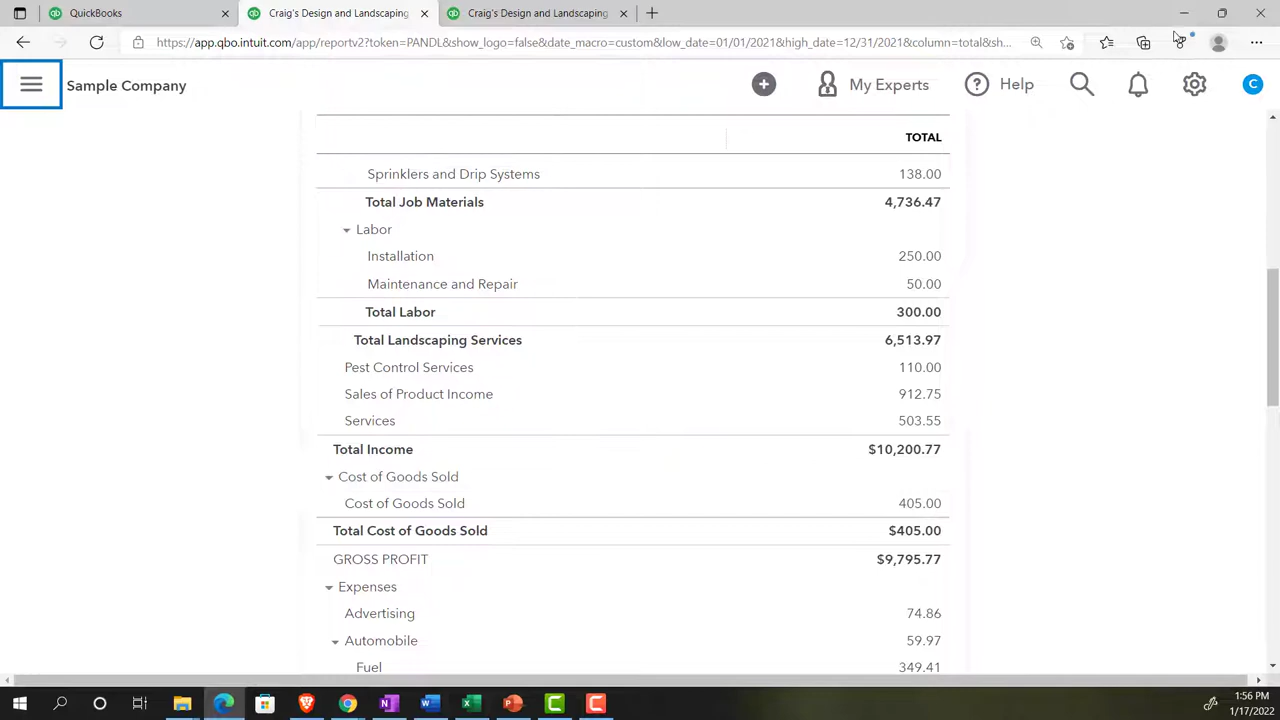 QuickBooks
Craig's Design and Landscaping
Craig's Design and Landscaping
https://app.qbo.intuit.com/app/reportv2?token=PANDL&show_logo=false&date_macro=custom&low_date=01/01/2021&high_date=12/31/2021&column=total&sh...
Sample Company
My Experts
Help
C
TOTAL
Sprinklers and Drip Systems 138.00
Total Job Materials 4,736.47
Labor
Installation 250.00
Maintenance and Repair 50.00
Total Labor 300.00
Total Landscaping Services 6,513.97
Pest Control Services 110.00
Sales of Product Income 912.75
Services 503.55
Total Income $10,200.77
Cost of Goods Sold
Cost of Goods Sold 405.00
Total Cost of Goods Sold $405.00
GROSS PROFIT $9,795.77
Expenses
Advertising 74.86
Automobile 59.97
Fuel 349.41
1:56 PM
1/17/2022